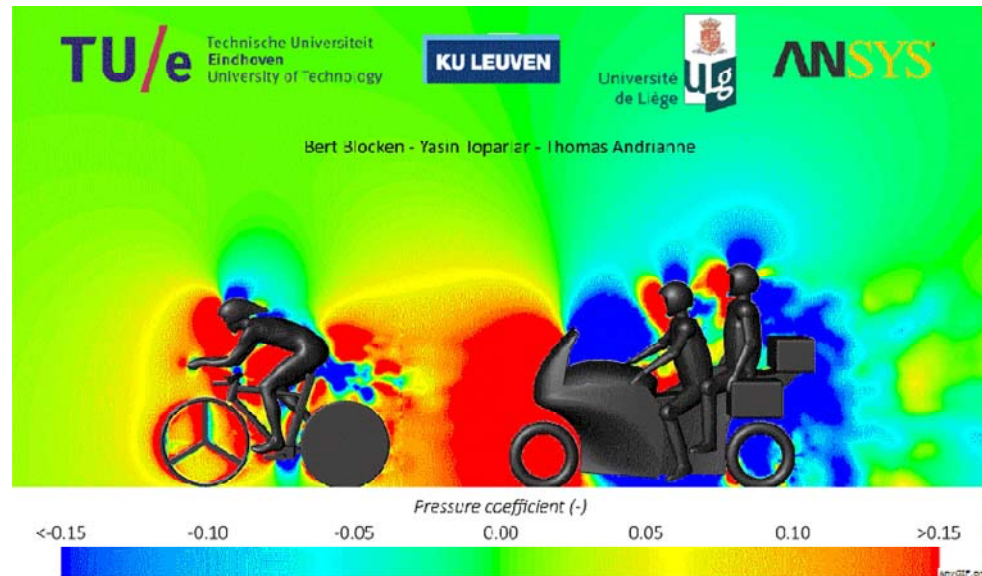 TU/e
Technische Universiteit
Eindhoven
University of Technology
KU LEUVEN
Université
de Liège
ULg
ANSYS
Bert Blocken - Yasin Toparlar - Thomas Andrianne
Pressure coefficient (-)
<-0.15 -0.10 -0.05 0.00 0.05 0.10 >0.15